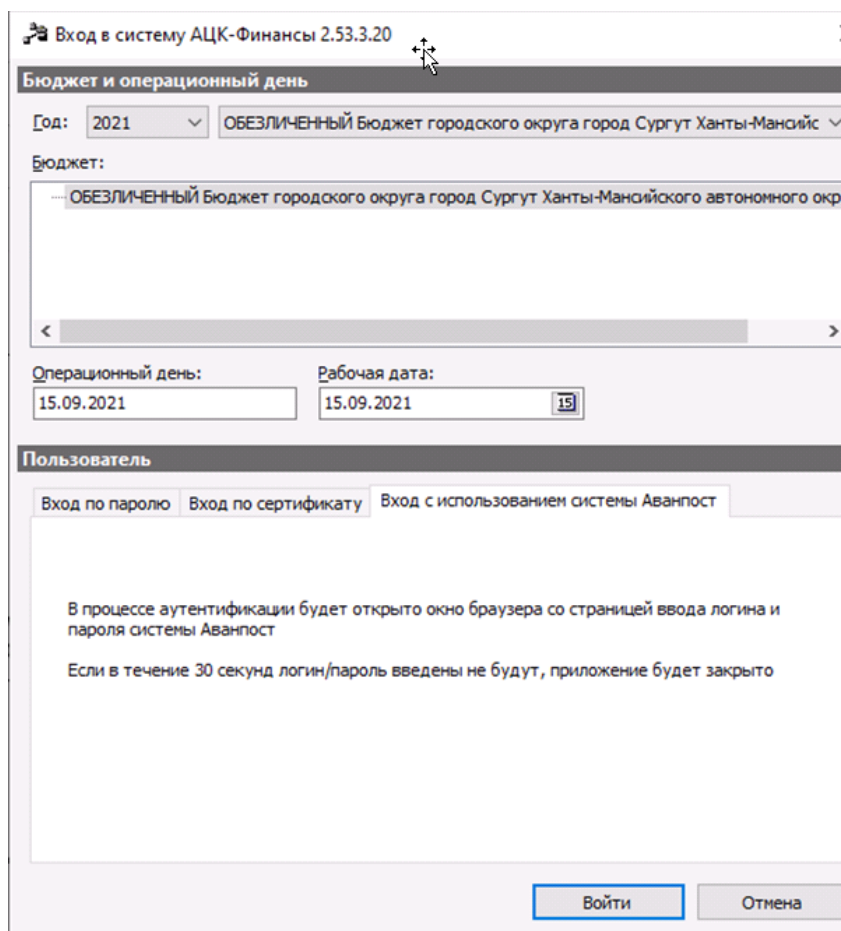 Вход в систему АЦК-Финансы 2.53.3.20
Бюджет и операционный день
Год: 2021 ОБЕЗЛИЧЕННЫЙ Бюджет городского округа город Сургут Ханты-Мансийс
Бюджет:
ОБЕЗЛИЧЕННЫЙ Бюджет городского округа город Сургут Ханты-Мансийского автономного окр
Операционный день: Рабочая дата:
15.09.2021 15.09.2021 15
Пользователь
Вход по паролю Вход по сертификату Вход с использованием системы Аванпост
В процессе аутентификации будет открыто окно браузера со страницей ввода логина и
пароля системы Аванпост
Если в течение 30 секунд логин/пароль введены не будут, приложение будет закрыто
Войти Отмена